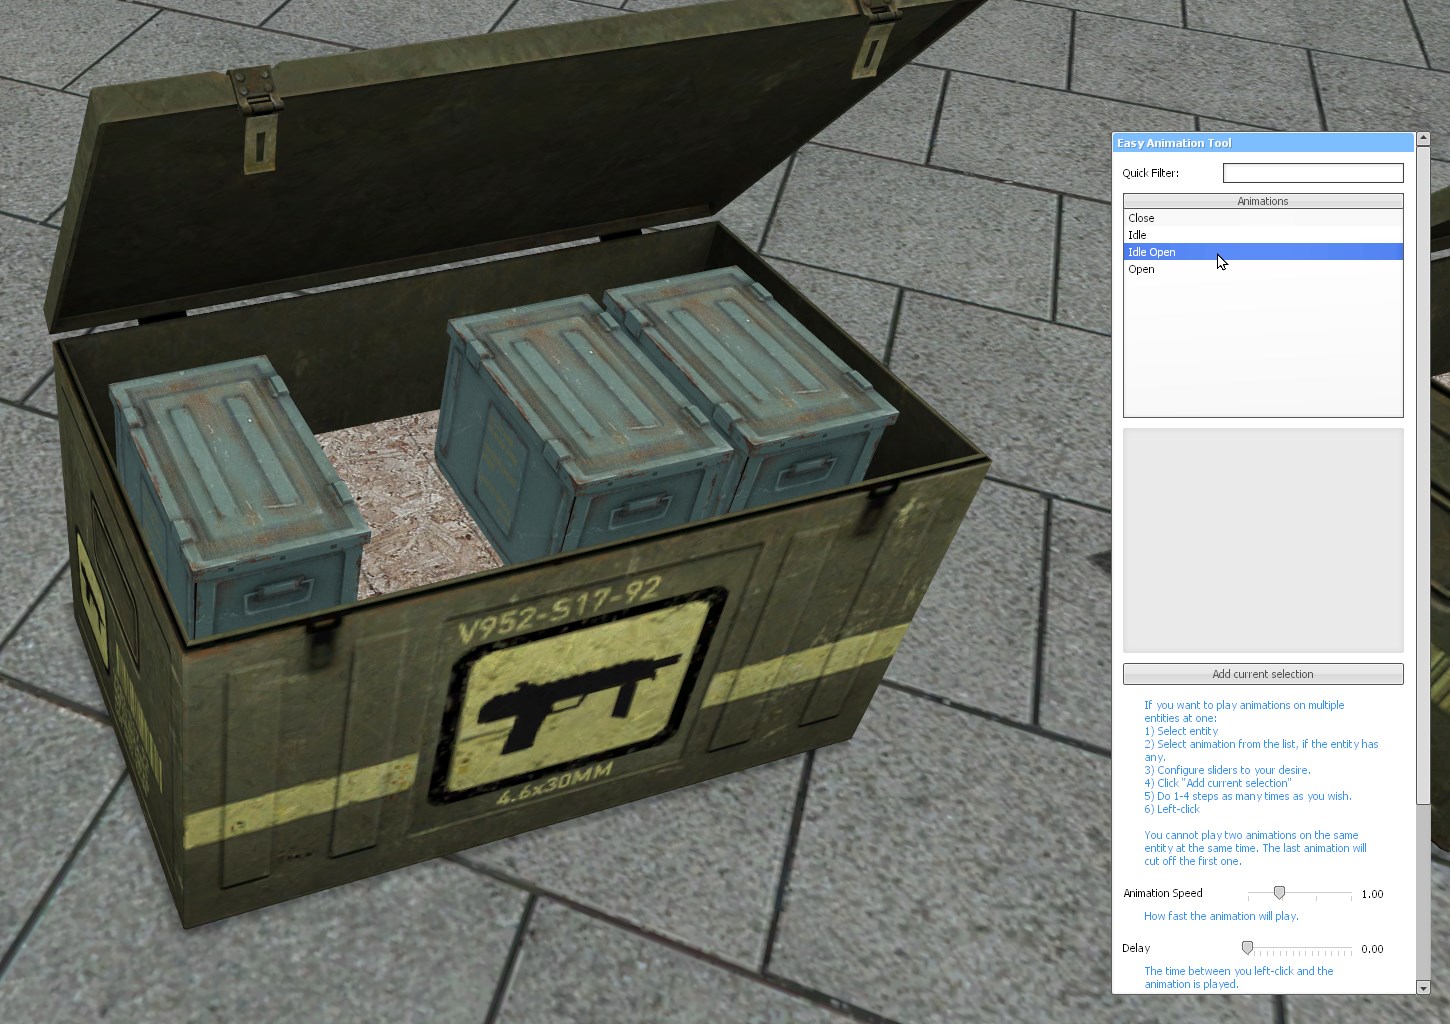 V952-S17-92
4.6x30MM
Easy Animation Tool
Quick Filter:
Animations
Close
Idle
Idle Open
Open
Add current selection
If you want to play animations on multiple
entities at one:
1) Select entity
2) Select animation from the list, if the entity has
any.
3) Configure sliders to your desire.
4) Click "Add current selection"
5) Do 1-4 steps as many times as you wish.
6) Left-click
You cannot play two animations on the same
entity at the same time. The last animation will
cut off the first one.
Animation Speed 1.00
How fast the animation will play.
Delay 0.00
The time between you left-click and the
animation is played.